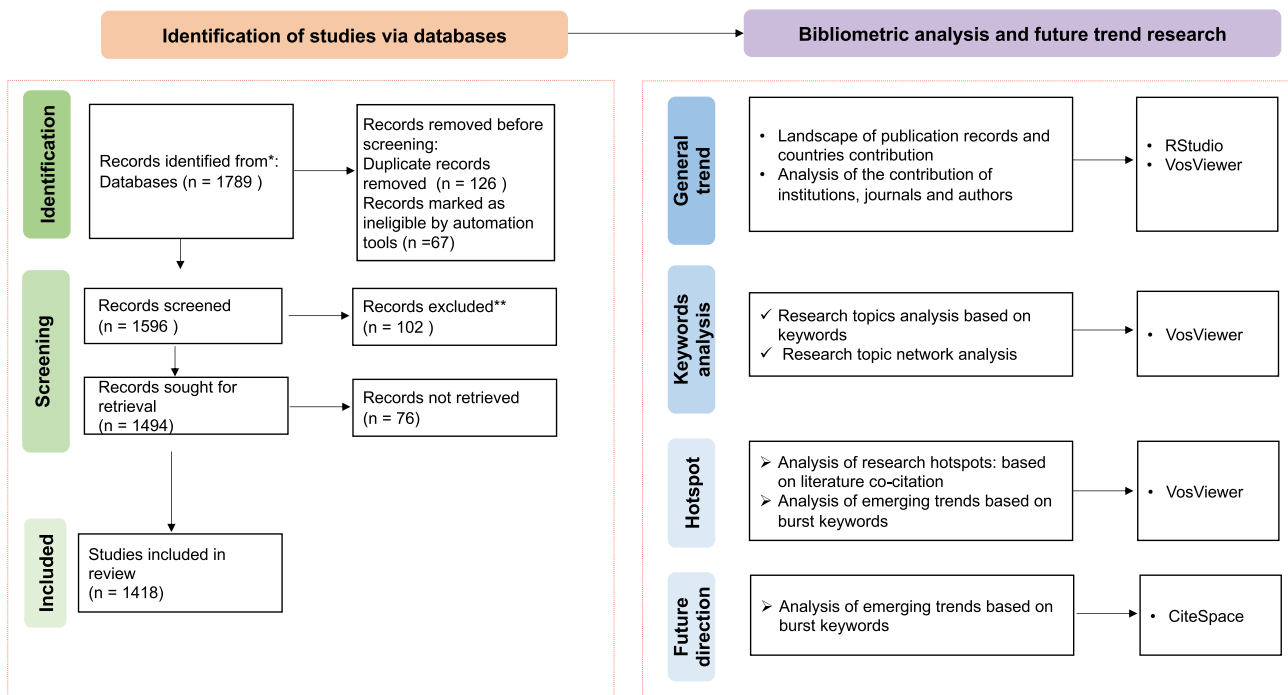 Identification of studies via databases
Bibliometric analysis and future trend research
Identification
Records identified from*:
Databases (n = 1789 )
Records removed before
screening:
Duplicate records
removed  (n = 126 )
Records marked as
ineligible by automation
tools (n =67)
Screening
Records screened
(n = 1596 )
Records excluded**
(n = 102 )
Records sought for
retrieval
(n = 1494)
Records not retrieved
(n = 76)
Included
Studies included in
review
(n = 1418)
General
trend
• Landscape of publication records and
countries contribution
• Analysis of the contribution of
institutions, journals and authors
• RStudio
• VosViewer
Keywords
analysis
✓ Research topics analysis based on
keywords
✓ Research topic network analysis
• VosViewer
Hotspot
➢ Analysis of research hotspots: based
on literature co-citation
➢ Analysis of emerging trends based on
burst keywords
• VosViewer
Future
direction
➢ Analysis of emerging trends based on
burst keywords
• CiteSpace